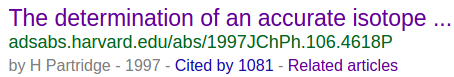 The determination of an accurate isotope ...
adsabs.harvard.edu/abs/1997JChPh.106.4618P
by H Partridge - 1997 - Cited by 1081 - Related articles